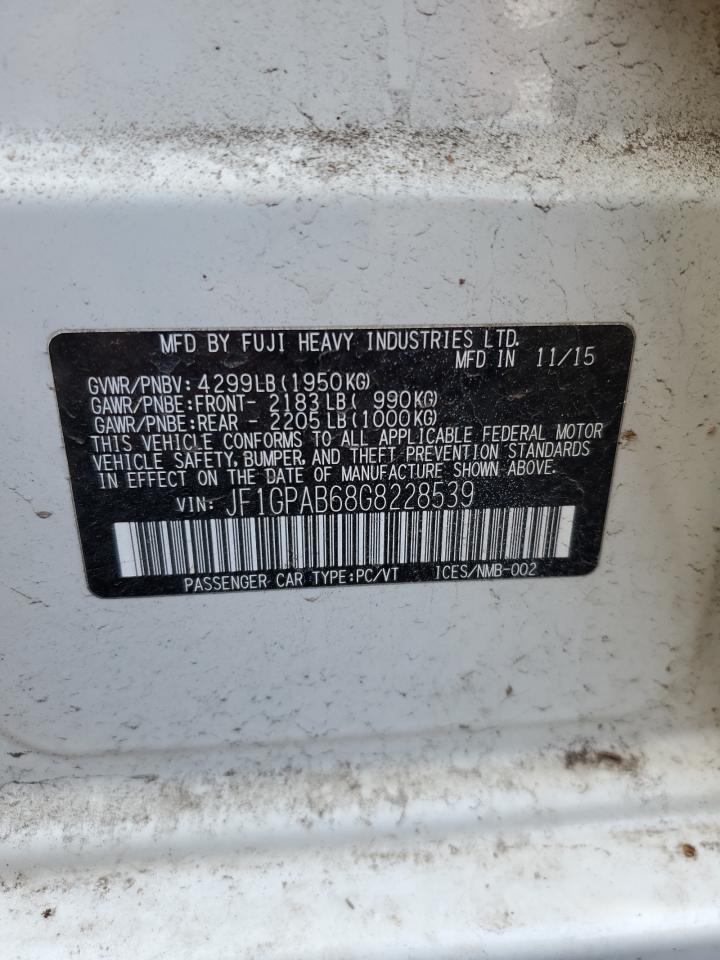 MFD BY FUJI HEAVY INDUSTRIES LTD.
MFD IN 11/15
GVWR/PNBV: 4299LB(1950KG)
GAWR/PNBE:FRONT- 2183LB( 990KG)
GAWR/PNBE:REAR - 2205LB(1000KG)
THIS VEHICLE CONFORMS TO ALL APPLICABLE FEDERAL MOTOR
VEHICLE SAFETY, BUMPER, AND THEFT PREVENTION STANDARDS
IN EFFECT ON THE DATE OF MANUFACTURE SHOWN ABOVE.
VIN: JF1GPAB68G8228539
PASSENGER CAR TYPE:PC/VT ICES/NMB-002